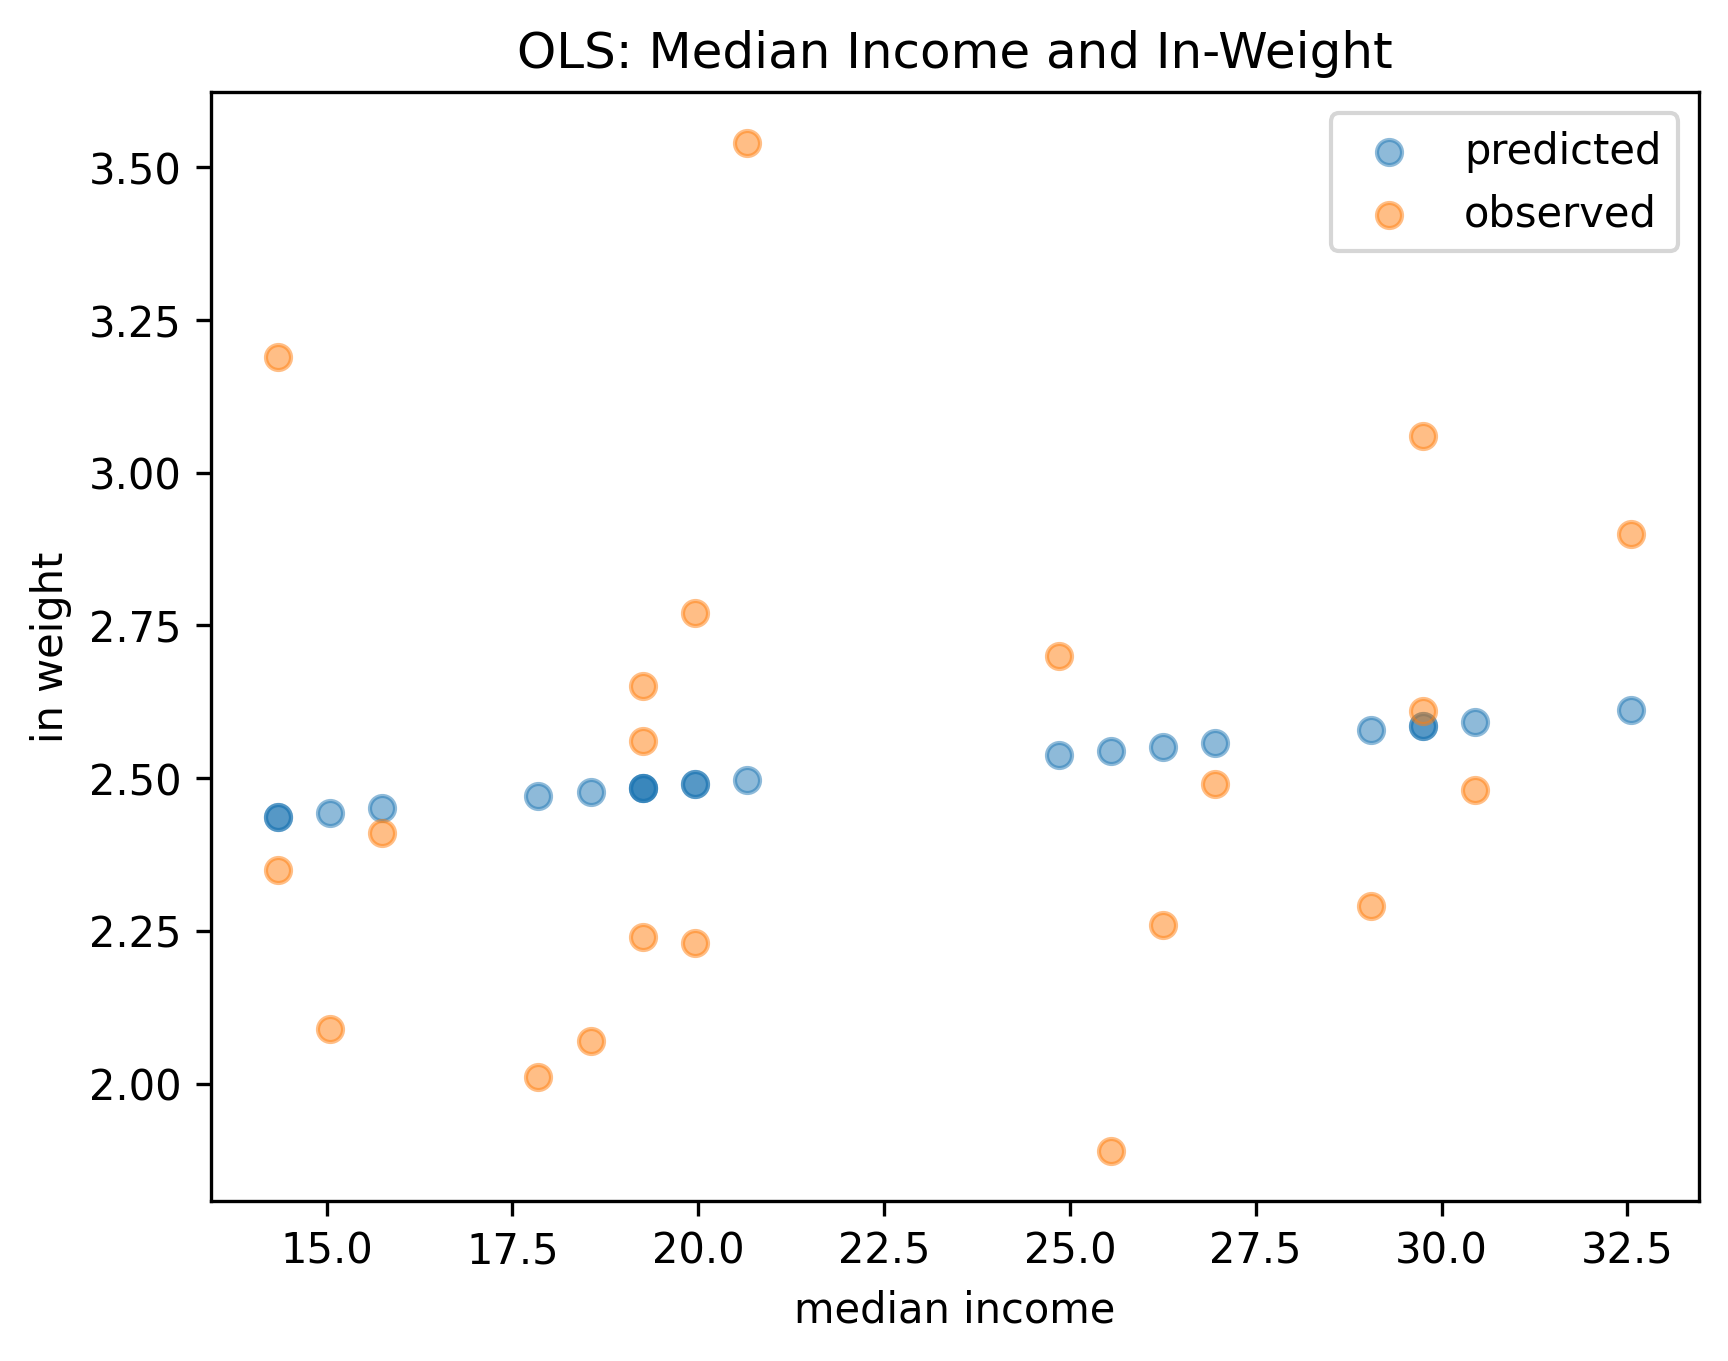 OLS: Median Income and In-Weight
predicted
observed
in weight
3.50
3.25
3.00
2.75
2.50
2.25
2.00
15.0 17.5 20.0 22.5 25.0 27.5 30.0 32.5
median income